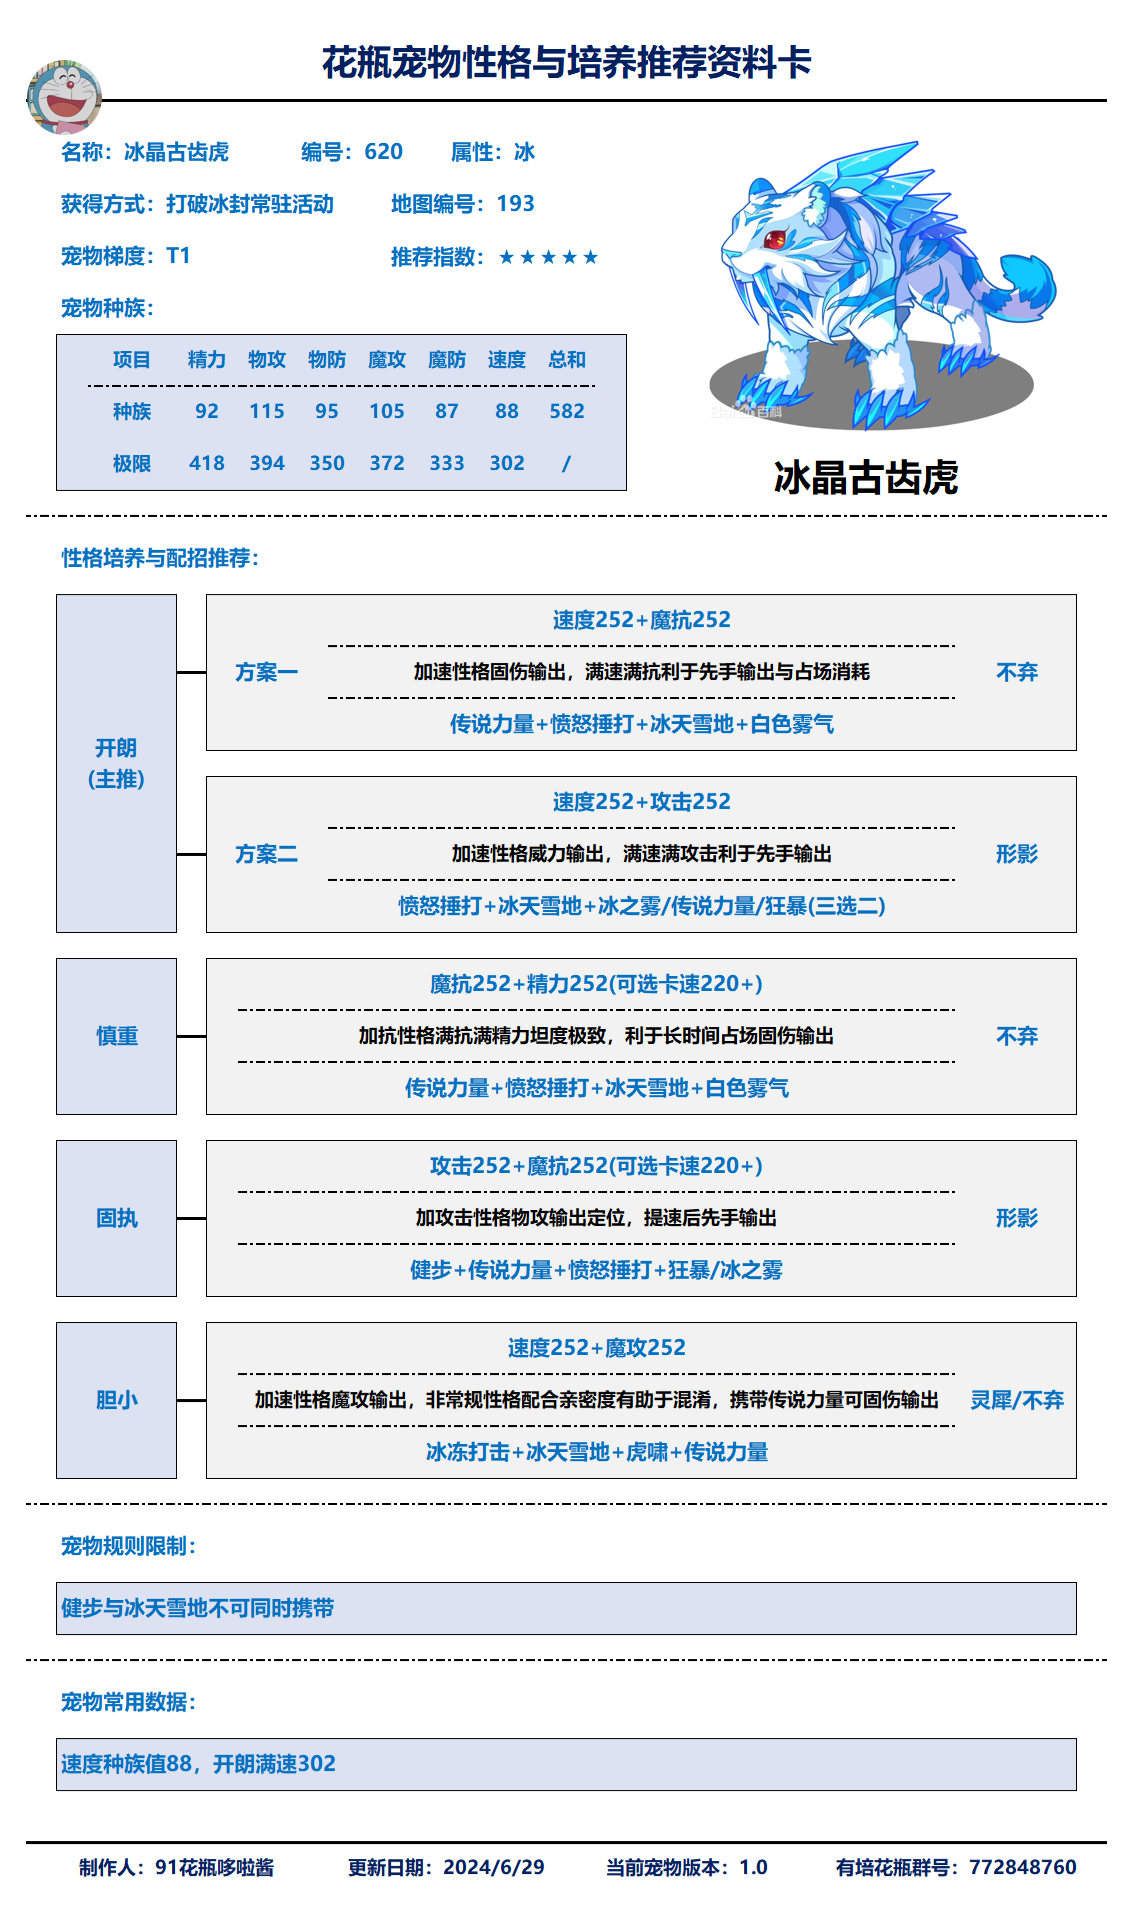 花瓶宠物性格与培养推荐资料卡
名称：冰晶古齿虎 编号：620 属性：冰
获得方式：打破冰封常驻活动 地图编号：193
宠物梯度：T1 推荐指数：★★★★★
宠物种族：
项目 精力 物攻 物防 魔攻 魔防 速度 总和
种族 92 115 95 105 87 88 582
极限 418 394 350 372 333 302 /
Bai 百科
冰晶古齿虎
性格培养与配招推荐：
开朗
(主推)
方案一
速度252+魔抗252
加速性格固伤输出，满速满抗利于先手输出与占场消耗
传说力量+愤怒捶打+冰天雪地+白色雾气
不弃
方案二
速度252+攻击252
加速性格威力输出，满速满攻击利于先手输出
愤怒捶打+冰天雪地+冰之雾/传说力量/狂暴(三选二)
形影
慎重
魔抗252+精力252(可选卡速220+)
加抗性格满抗满精力坦度极致，利于长时间占场固伤输出
传说力量+愤怒捶打+冰天雪地+白色雾气
不弃
固执
攻击252+魔抗252(可选卡速220+)
加攻击性格物攻输出定位，提速后先手输出
健步+传说力量+愤怒捶打+狂暴/冰之雾
形影
胆小
速度252+魔攻252
加速性格魔攻输出，非常规性格配合亲密度有助于混淆，携带传说力量可固伤输出
冰冻打击+冰天雪地+虎啸+传说力量
灵犀/不弃
宠物规则限制：
健步与冰天雪地不可同时携带
宠物常用数据：
速度种族值88，开朗满速302
制作人：91花瓶哆啦酱 更新日期：2024/6/29 当前宠物版本：1.0 有培花瓶群号：772848760